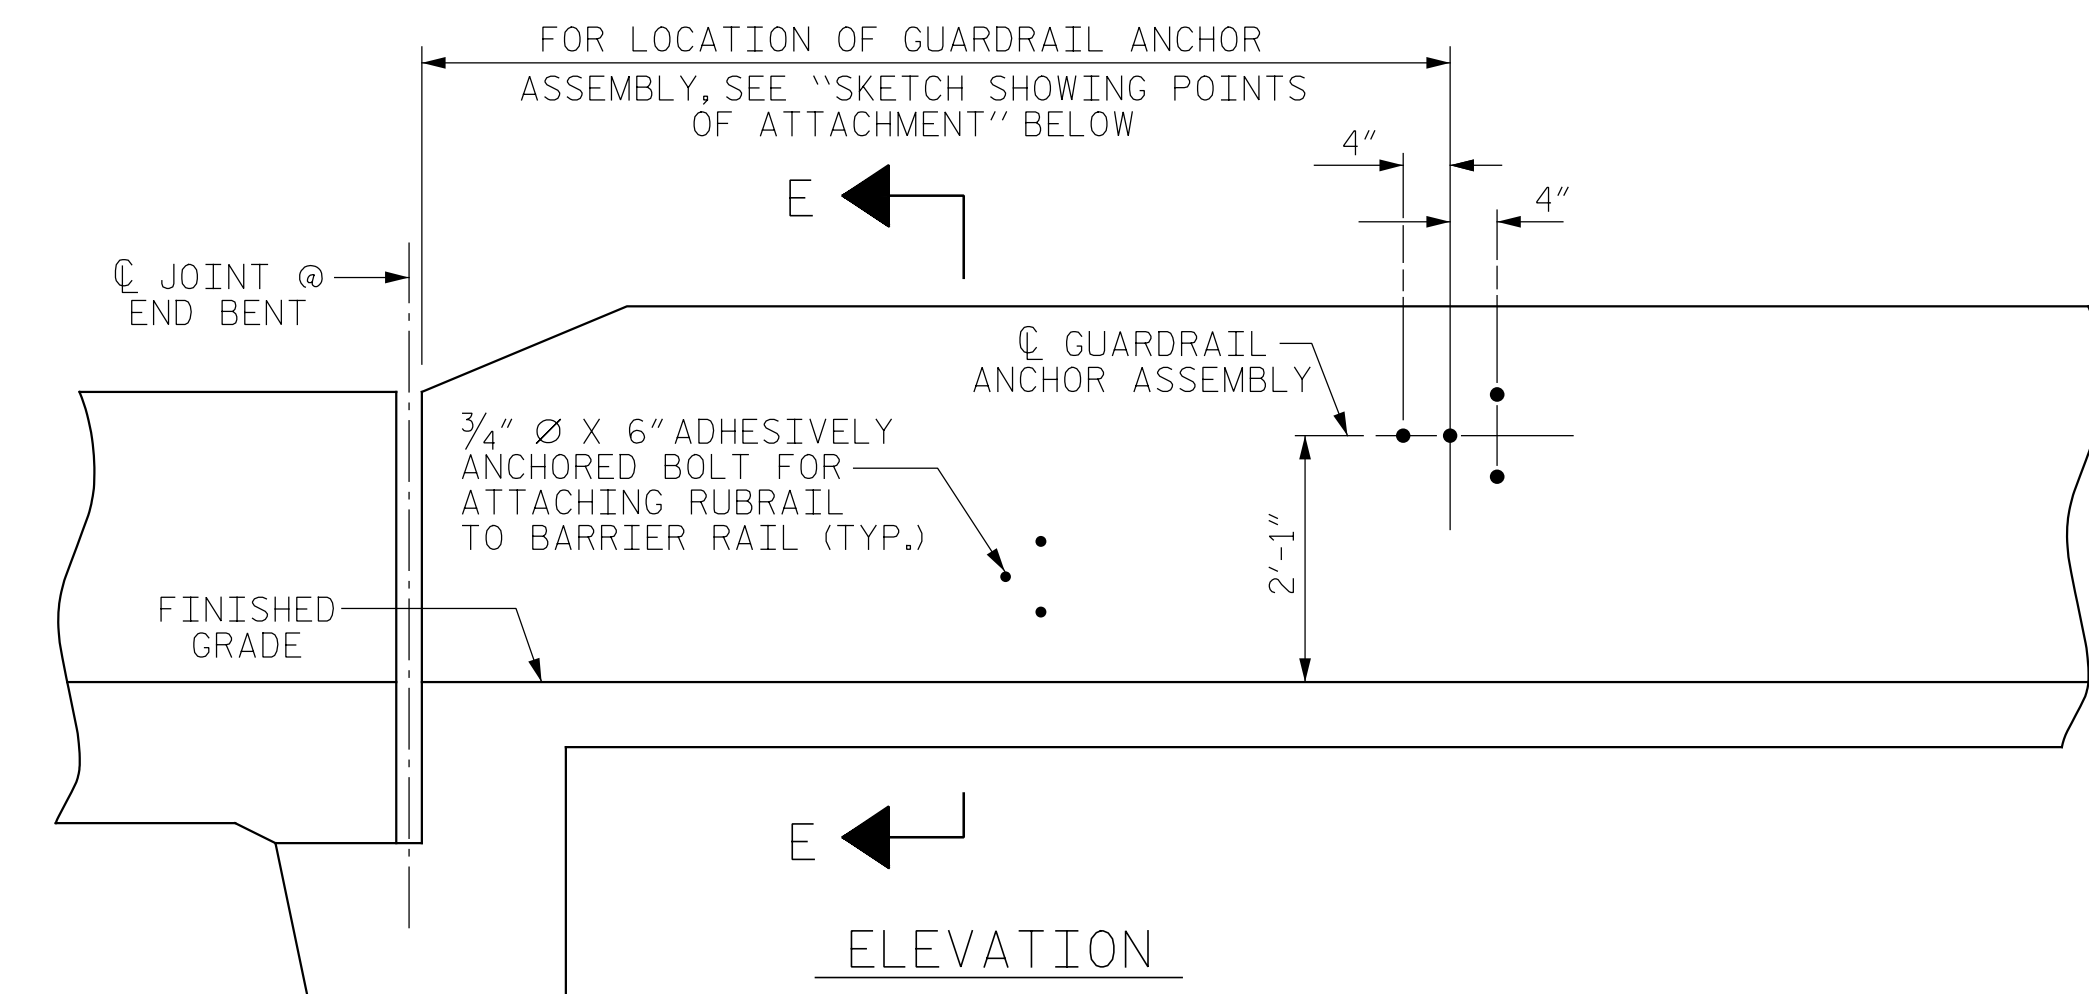 FOR LOCATION OF GUARDRAIL ANCHOR
ASSEMBLY, SEE "SKETCH SHOWING POINTS
OF ATTACHMENT" BELOW
4"
E
4"
℄ JOINT @
END BENT
℄ GUARDRAIL
ANCHOR ASSEMBLY
3/4" Ø X 6" ADHESIVELY
ANCHORED BOLT FOR
ATTACHING RUBRAIL
TO BARRIER RAIL (TYP.)
2'-1"
FINISHED
GRADE
E
ELEVATION